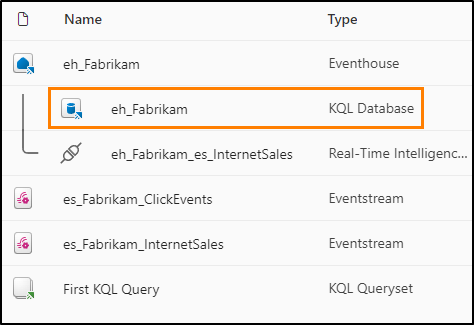 Name Type
eh_Fabrikam Eventhouse
eh_Fabrikam KQL Database
eh_Fabrikam_es_InternetSales Real-Time Intelligenc...
es_Fabrikam_ClickEvents Eventstream
es_Fabrikam_InternetSales Eventstream
First KQL Query KQL Queryset